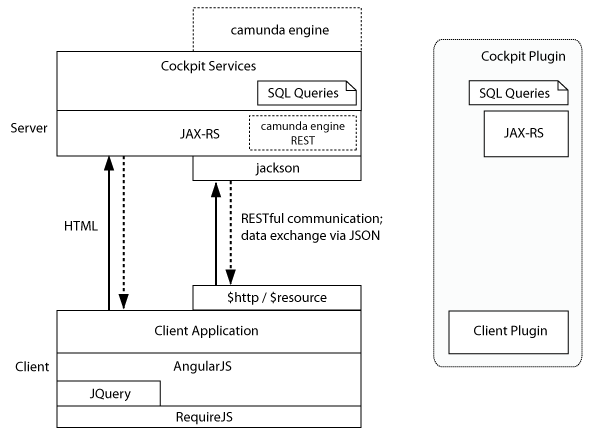 camunda engine
Cockpit Services
SQL Queries
Server
JAX-RS
camunda engine
REST
jackson
HTML
RESTful communication;
data exchange via JSON
$http / $resource
Client Application
Client
AngularJS
JQuery
RequireJS
Cockpit Plugin
SQL Queries
JAX-RS
Client Plugin